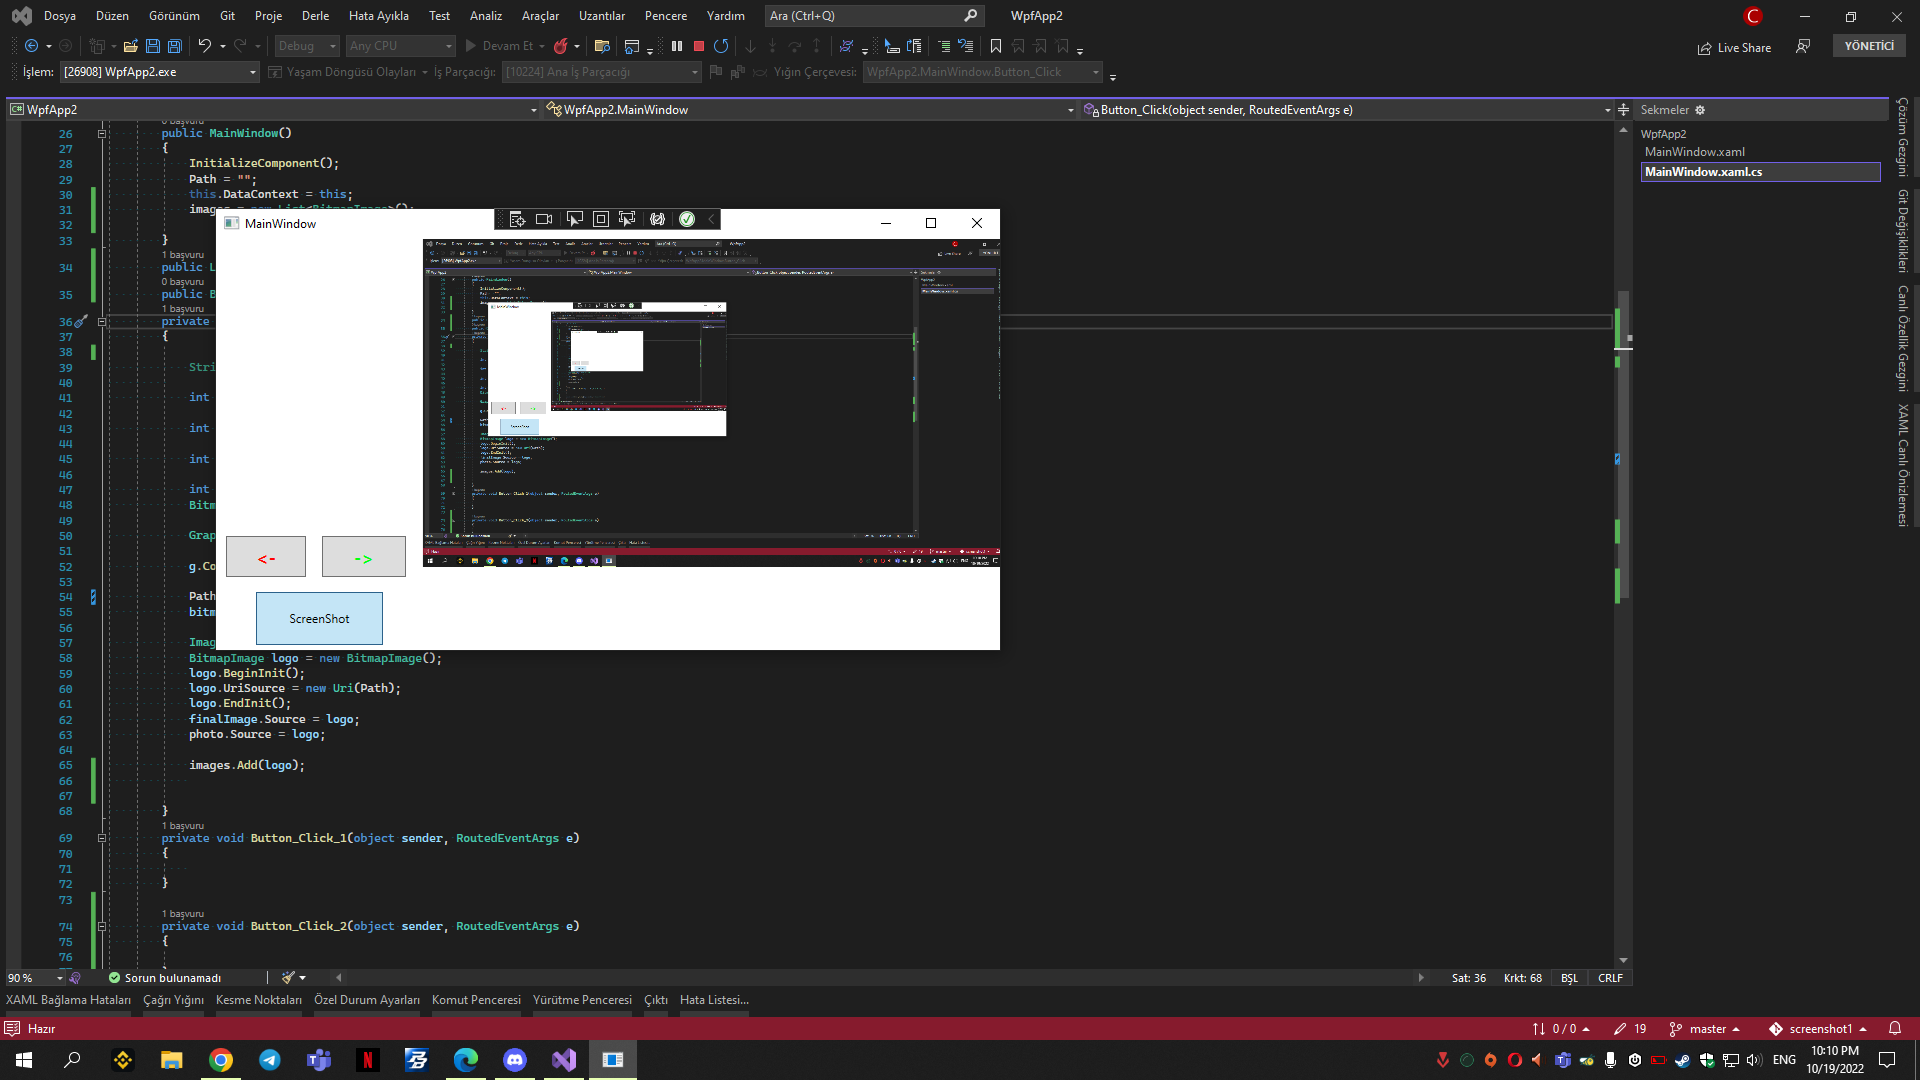 Dosya Düzen Görünüm Git Proje Derle Hata Ayıkla Test Analiz Araçlar Uzantılar Pencere Yardım Ara (Ctrl+Q) WpfApp2 C
Debug Any CPU Devam Et Live Share YÖNETİCİ
İşlem: [26908] WpfApp2.exe Yaşam Döngüsü Olayları İş Parçacığı: [10224] Ana İş Parçacığı Yığın Çerçevesi: WpfApp2.MainWindow.Button_Click
WpfApp2 WpfApp2.MainWindow Button_Click(object sender, RoutedEventArgs e) Sekmeler
WpfApp2
MainWindow.xaml
MainWindow.xaml.cs
Çözüm Gezgini
Git Değişiklikleri
Canlı Özellik Gezgini
XAML Canlı Önizlemesi
0 başvuru
26 public MainWindow()
27 {
28 InitializeComponent();
29 Path = "";
30 this.DataContext = this;
31 images = new List<BitmapImage>();
32
33 }
1 başvuru
34 public L
0 başvuru
35 public B
1 başvuru
36 private
37 {
38
39 Stri
40
41 int
42
43 int
44
45 int
46
47 int
48 Bitm
49
50 Grap
51
52 g.Co
53
54 Path
55 bitm
56
57 Imag
58 BitmapImage logo = new BitmapImage();
59 logo.BeginInit();
60 logo.UriSource = new Uri(Path);
61 logo.EndInit();
62 finalImage.Source = logo;
63 photo.Source = logo;
64
65 images.Add(logo);
66
67
68 }
1 başvuru
69 private void Button_Click_1(object sender, RoutedEventArgs e)
70 {
71
72 }
73
1 başvuru
74 private void Button_Click_2(object sender, RoutedEventArgs e)
75 {
76
MainWindow
<- ->
ScreenShot
90 % Sorun bulunamadı Sat: 36 Krkt: 68 BŞL CRLF
XAML Bağlama Hataları Çağrı Yığını Kesme Noktaları Özel Durum Ayarları Komut Penceresi Yürütme Penceresi Çıktı Hata Listesi...
Hazır 0 / 0 19 master screenshot1
ENG 10:10 PM
10/19/2022